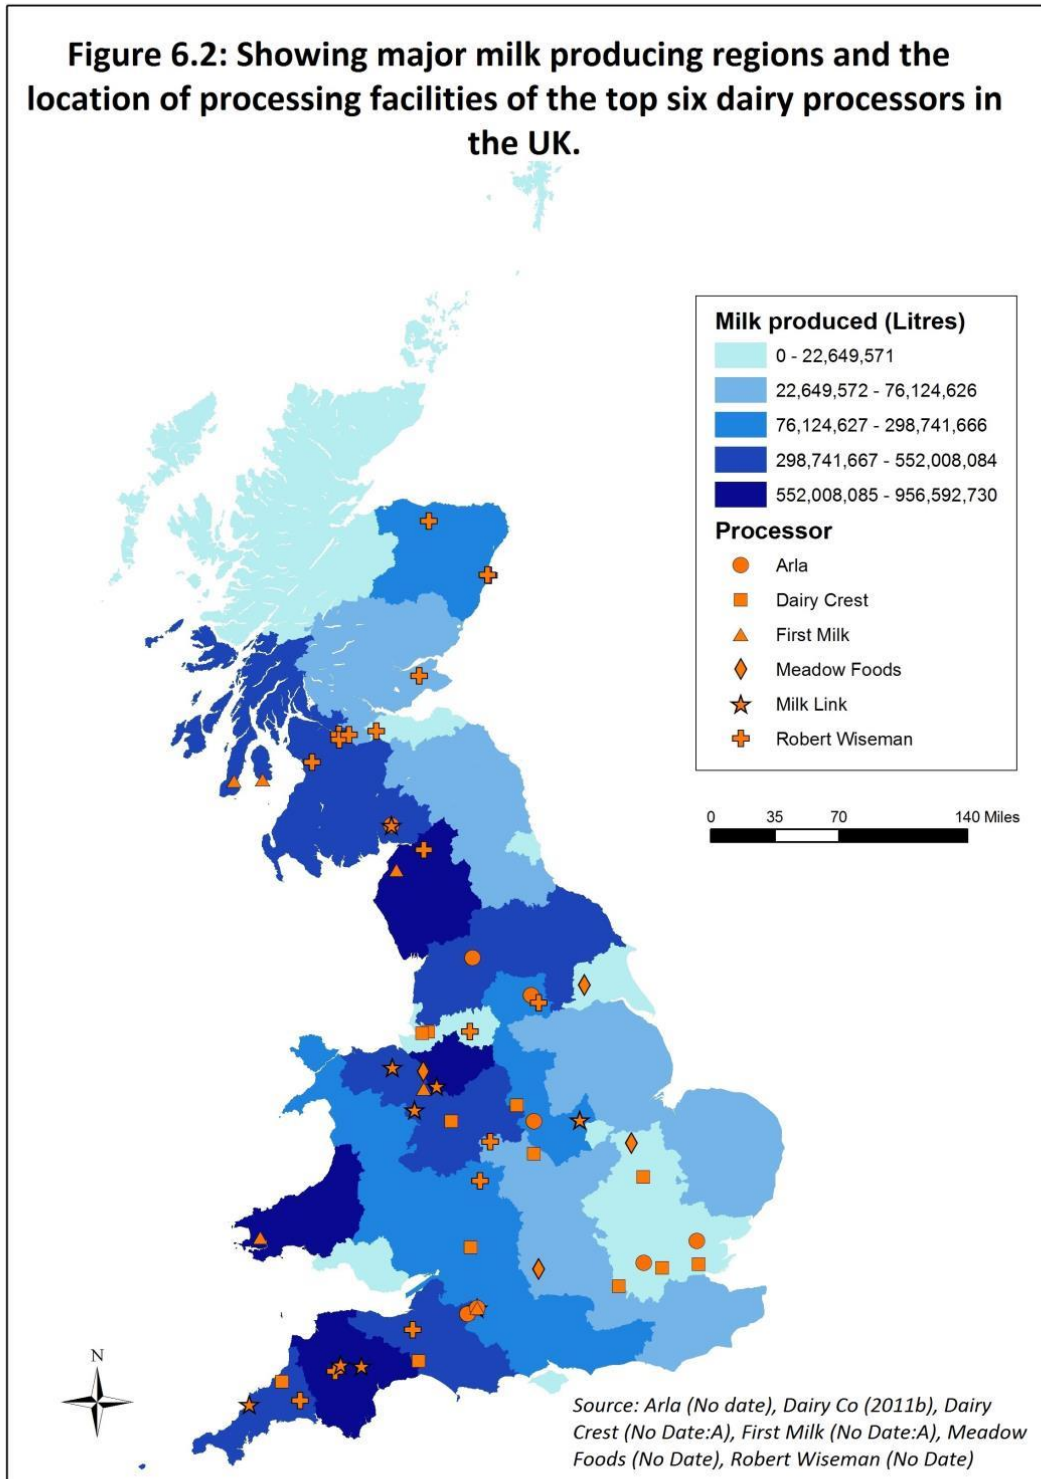 Figure 6.2: Showing major milk producing regions and the
location of processing facilities of the top six dairy processors in
the UK.
Milk produced (Litres)
0 - 22,649,571
22,649,572 - 76,124,626
76,124,627 - 298,741,666
298,741,667 - 552,008,084
552,008,085 - 956,592,730
Processor
Arla
Dairy Crest
First Milk
Meadow Foods
Milk Link
Robert Wiseman
0 35 70 140 Miles
N
Source: Arla (No date), Dairy Co (2011b), Dairy
Crest (No Date:A), First Milk (No Date:A), Meadow
Foods (No Date), Robert Wiseman (No Date)